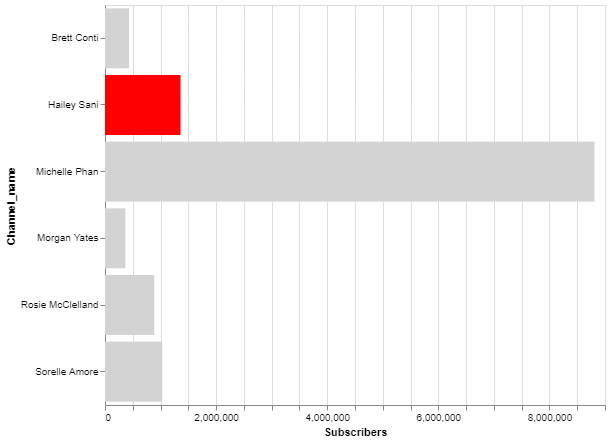 Channel_name
Brett Conti
Hailey Sani
Michelle Phan
Morgan Yates
Rosie McClelland
Sorelle Amore
0 2,000,000 4,000,000 6,000,000 8,000,000
Subscribers